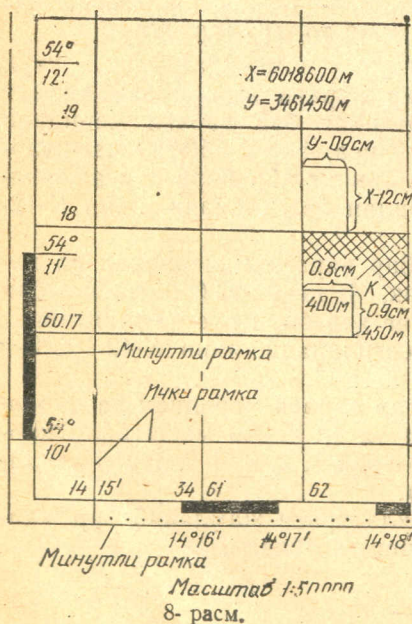 54°
12'
X=6018600 м
У=3461450 м
19
У-09см
Х-12см
18
54°
11'
0.8см
К
400м
0.9см
450м
60.17
Минутли рамка
Ички рамка
54°
10'
14 15' 34 61 62
14°16' 14°17' 14°18'
Минутли рамка
Масштаб 1:50000
8- расм.